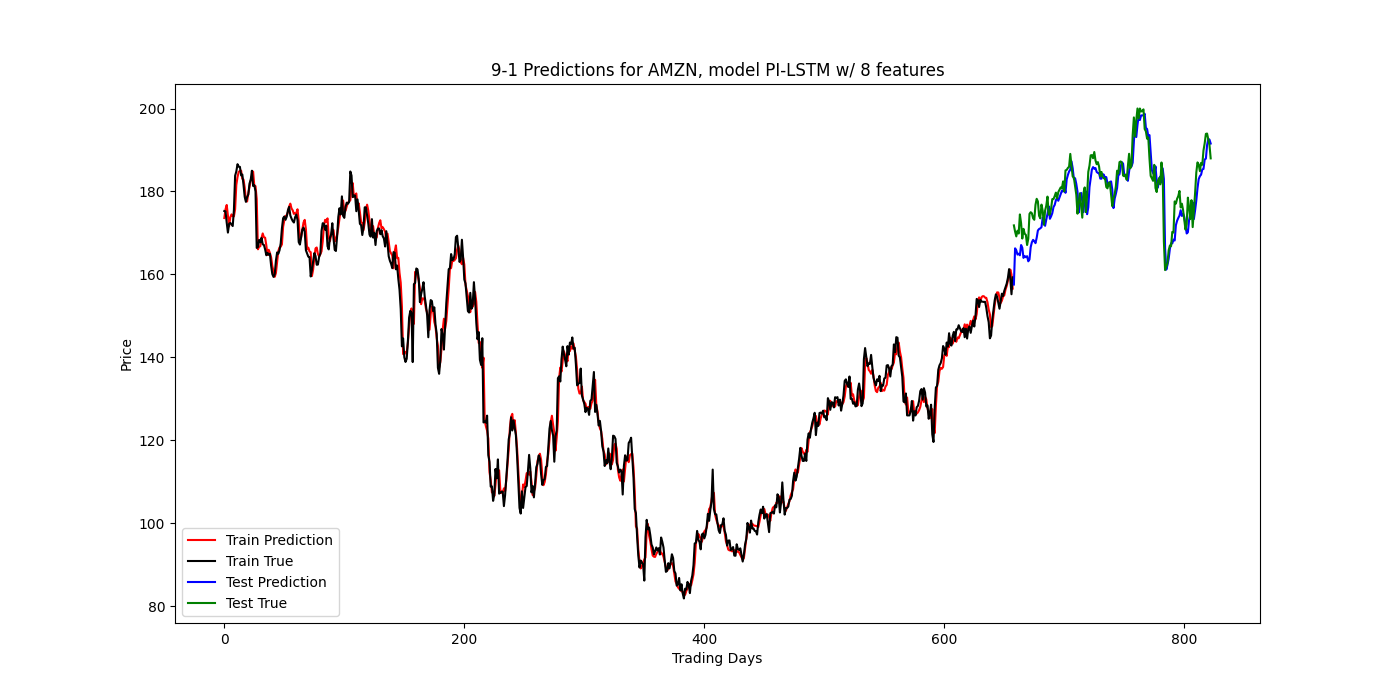 9-1 Predictions for AMZN, model PI-LSTM w/ 8 features
200
180
160
140
120
100
80
Price
Train Prediction
Train True
Test Prediction
Test True
0 200 400 600 800
Trading Days